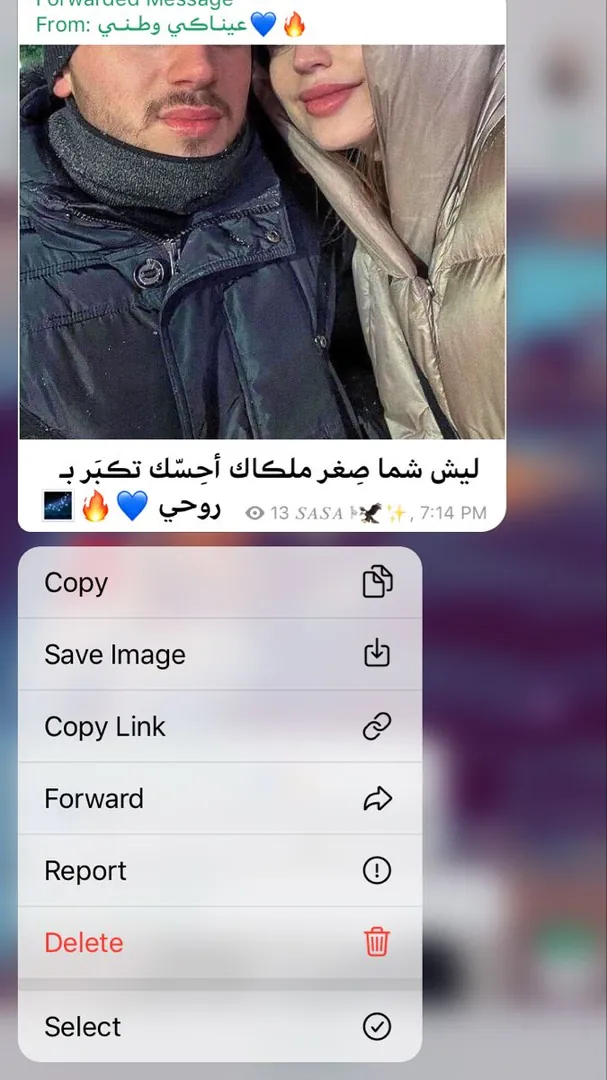 Forwarded Message
From: عيناكي وطني💙🔥
ليش شما صِغر ملكاك أحِسّك تكبَر بـ
روحي 💙🔥🌌
13 𝑆𝐴𝑆𝐴 🦅✨, 7:14 PM
Copy
Save Image
Copy Link
Forward
Report
Delete
Select